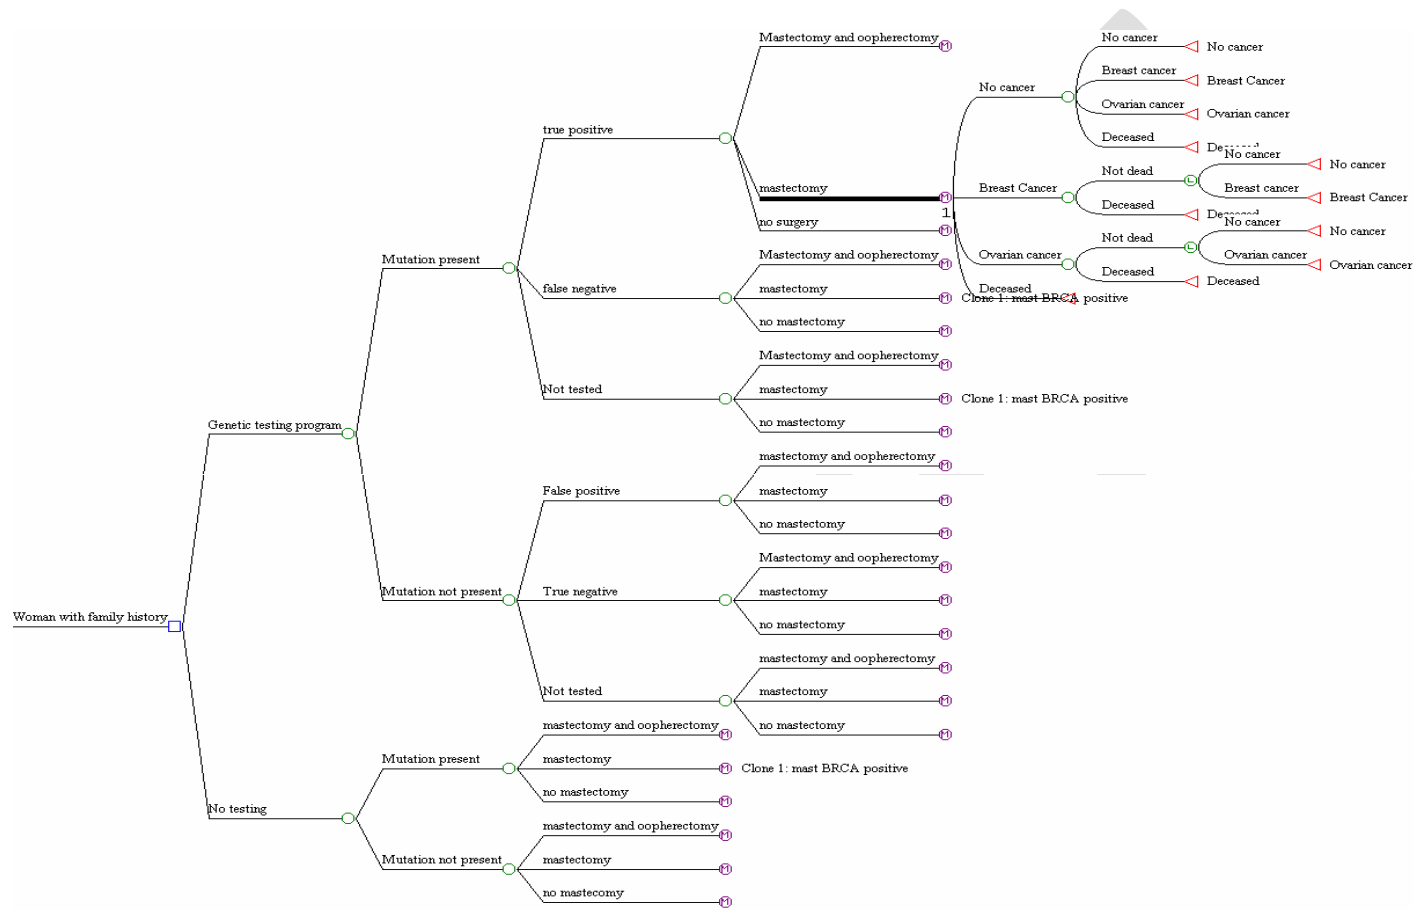 Woman with family history
Genetic testing program
Mutation present
true positive
Mastectomy and oopherectomy
mastectomy
1
No cancer
No cancer
No cancer
Breast cancer
Breast Cancer
Ovarian cancer
Ovarian cancer
Deceased
Breast Cancer
Not dead
No cancer
No cancer
Breast cancer
Breast Cancer
Deceased
Deceased
Ovarian cancer
Not dead
No cancer
No cancer
Ovarian cancer
Ovarian cancer
Deceased
Deceased
Deceased
no surgery
false negative
Mastectomy and oopherectomy
mastectomy
Clone 1: mast BRCA positive
no mastectomy
Not tested
Mastectomy and oopherectomy
mastectomy
Clone 1: mast BRCA positive
no mastectomy
Mutation not present
False positive
mastectomy and oopherectomy
mastectomy
no mastectomy
True negative
Mastectomy and oopherectomy
mastectomy
no mastectomy
Not tested
mastectomy and oopherectomy
mastectomy
no mastectomy
No testing
Mutation present
mastectomy and oopherectomy
mastectomy
Clone 1: mast BRCA positive
no mastectomy
Mutation not present
mastectomy and oopherectomy
mastectomy
no mastecomy